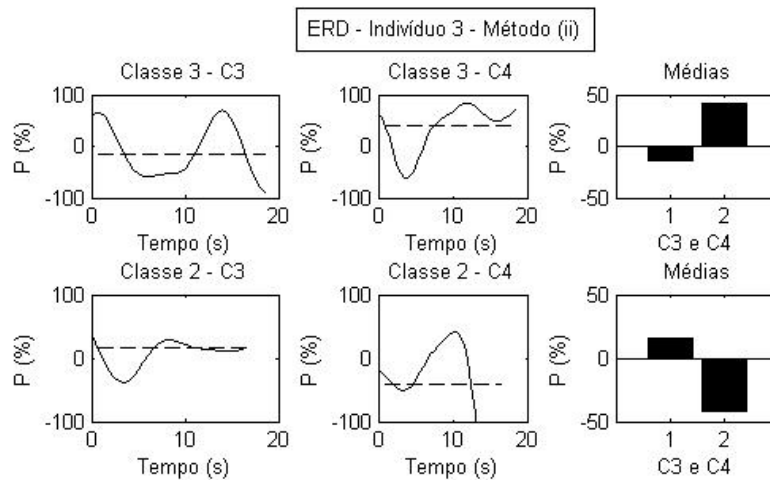 ERD - Indivíduo 3 - Método (ii)
Classe 3 - C3
Classe 3 - C4
Médias
P (%)
100
0
-100
0
10
20
Tempo (s)
P (%)
100
0
-100
0
10
20
Tempo (s)
P (%)
50
0
-50
1
2
C3 e C4
Classe 2 - C3
Classe 2 - C4
Médias
P (%)
100
0
-100
0
10
20
Tempo (s)
P (%)
100
0
-100
0
10
20
Tempo (s)
P (%)
50
0
-50
1
2
C3 e C4